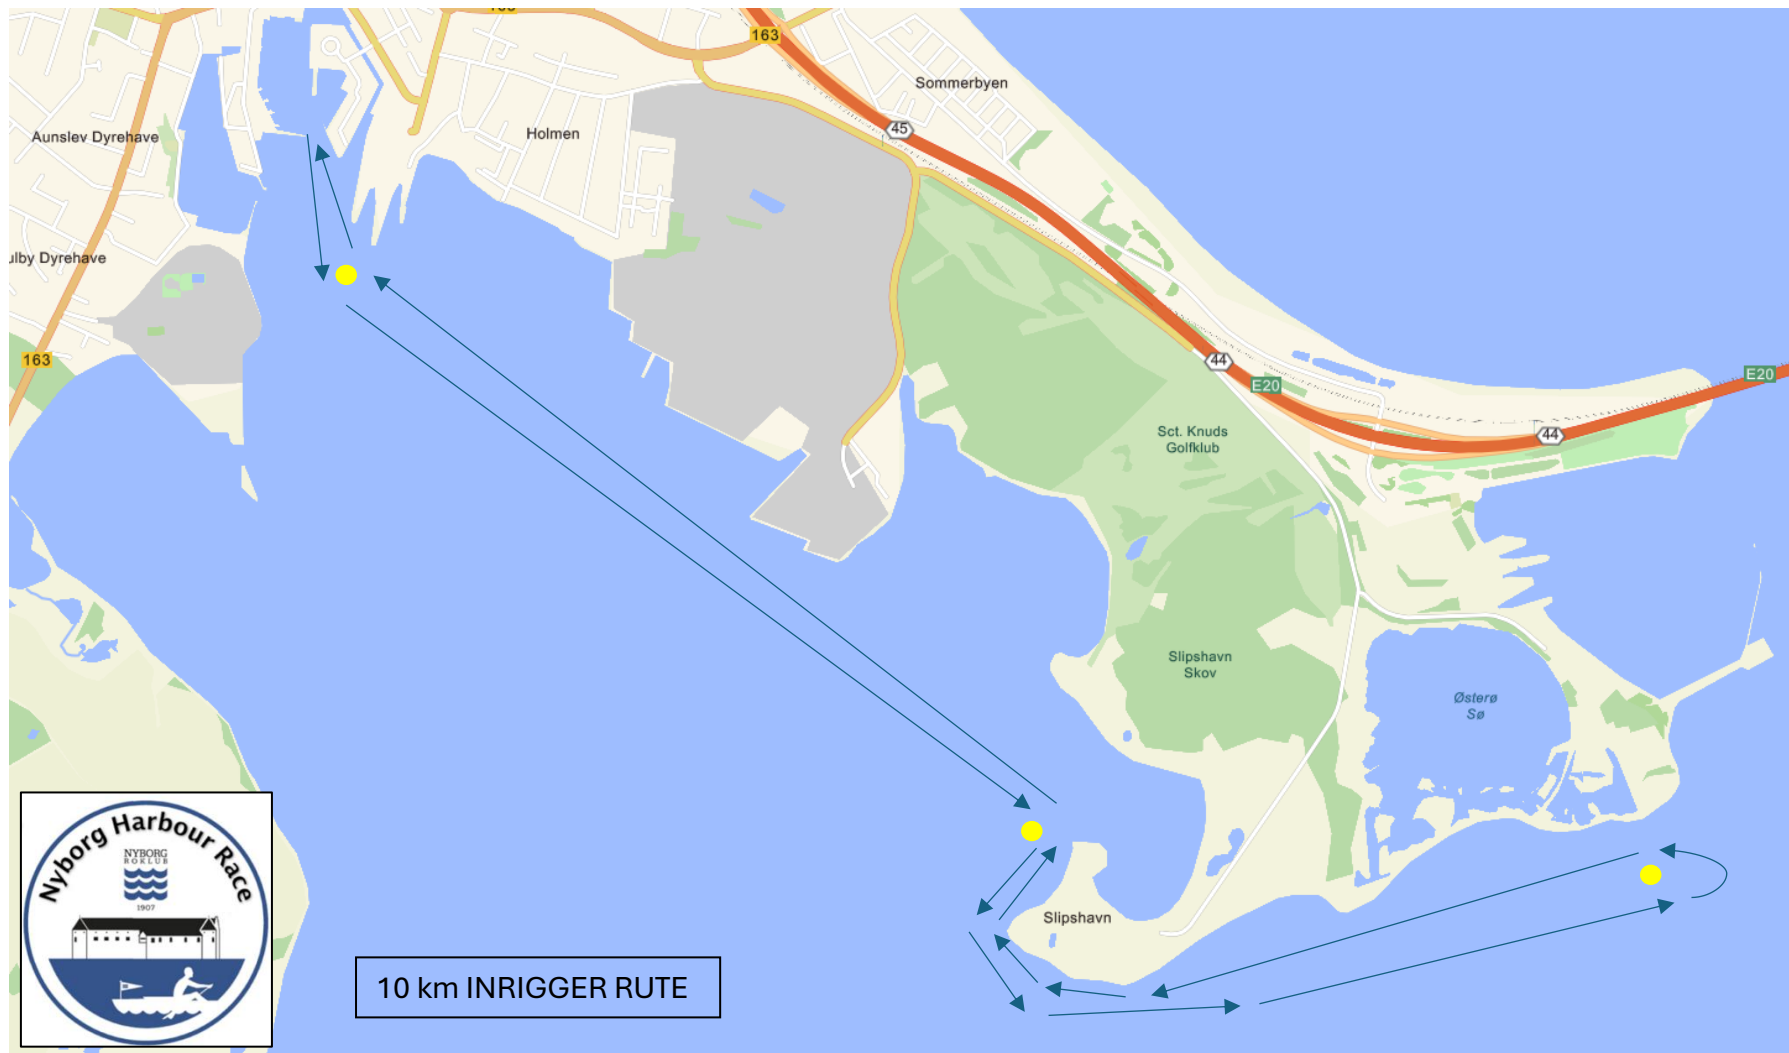 163
Sommerbyen
45
Aunslev Dyrehave
Holmen
ulby Dyrehave
163
44
E20
E20
44
Sct. Knuds
Golfklub
Slipshavn
Skov
Østerø
Sø
Slipshavn
Nyborg Harbour Race
NYBORG
ROKLUB
1907
10 km INRIGGER RUTE